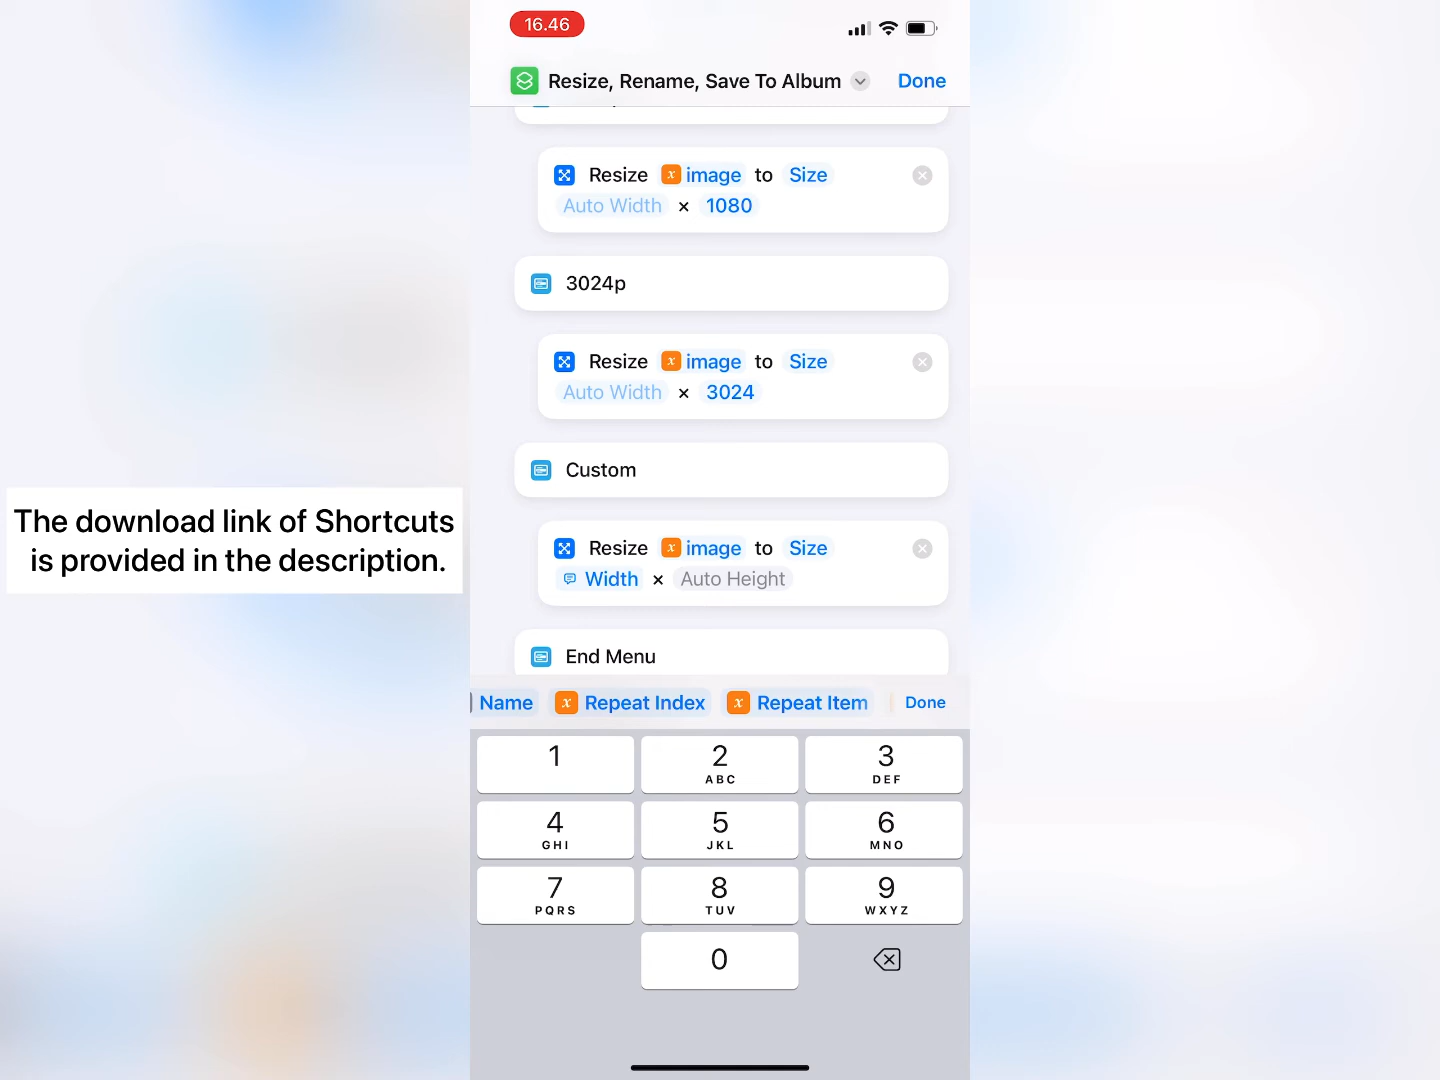 16.46
Resize, Rename, Save To Album
Done
Resize image to Size
Auto Width × 1080
3024p
Resize image to Size
Auto Width × 3024
Custom
Resize image to Size
Width × Auto Height
End Menu
The download link of Shortcuts
is provided in the description.
Name Repeat Index Repeat Item Done
1
2
ABC
3
DEF
4
GHI
5
JKL
6
MNO
7
PQRS
8
TUV
9
WXYZ
0